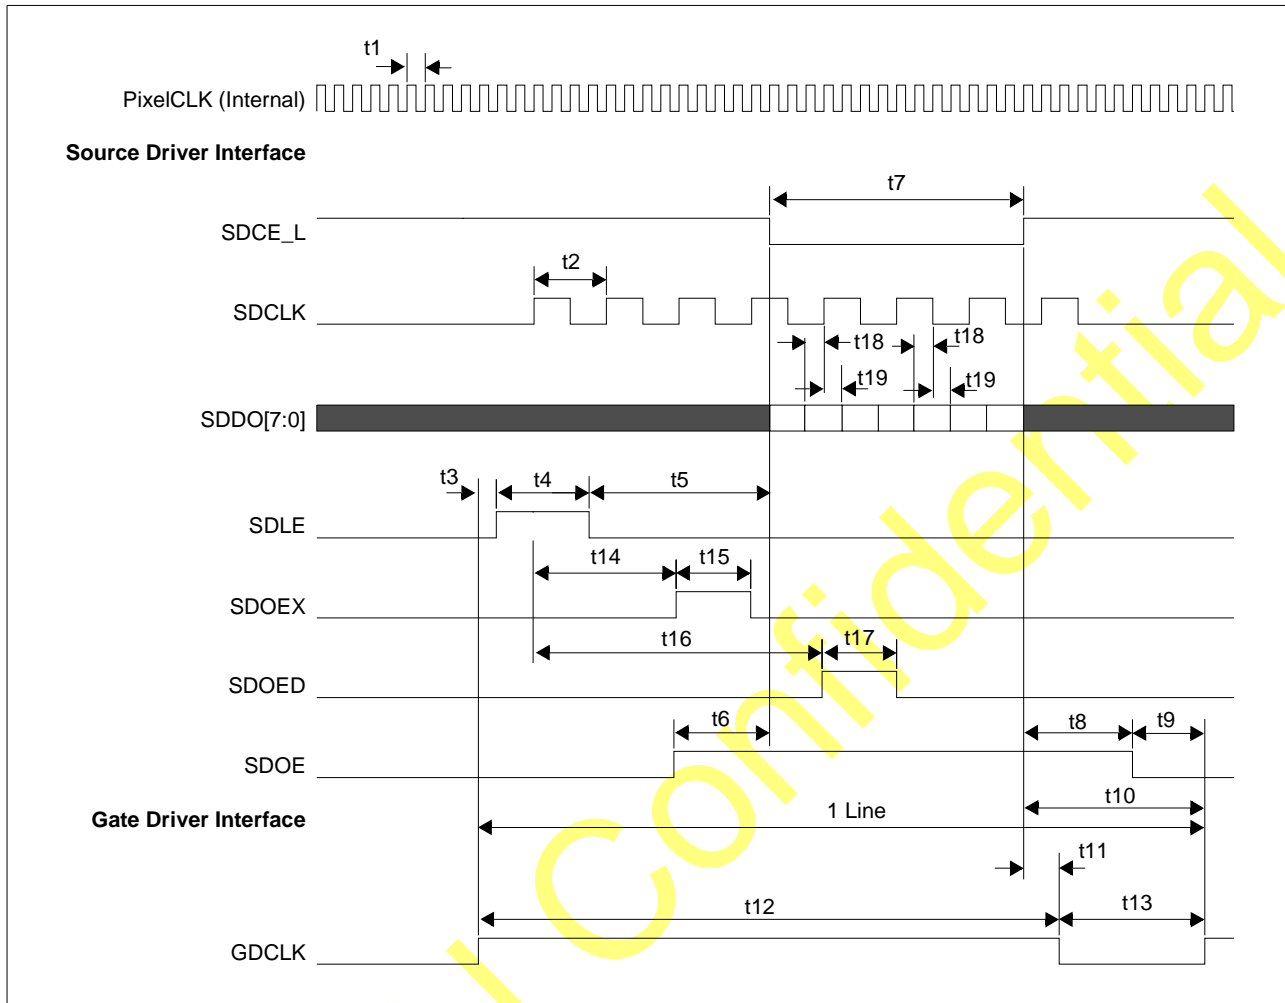 t1
PixelCLK (Internal)
Source Driver Interface
t7
SDCE_L
t2
SDCLK
t18 t18
t19 t19
SDDO[7:0]
t3 t4 t5
SDLE
t14 t15
SDOEX
t16 t17
SDOED
t6 t8 t9
SDOE
t10
Gate Driver Interface 1 Line
t11
t12 t13
GDCLK
Confidential